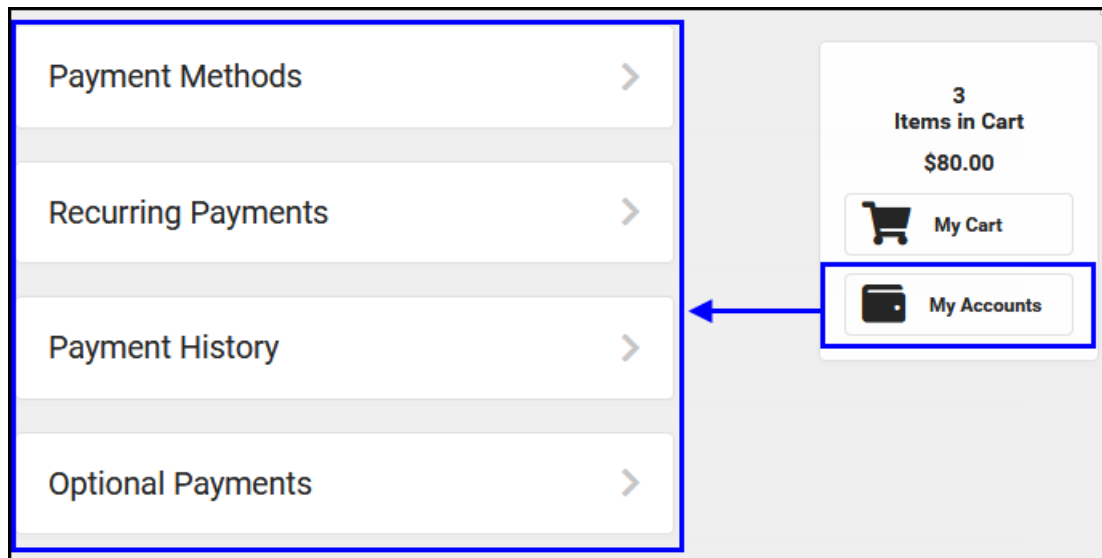 Payment Methods
Recurring Payments
Payment History
Optional Payments
3
Items in Cart
$80.00
My Cart
My Accounts